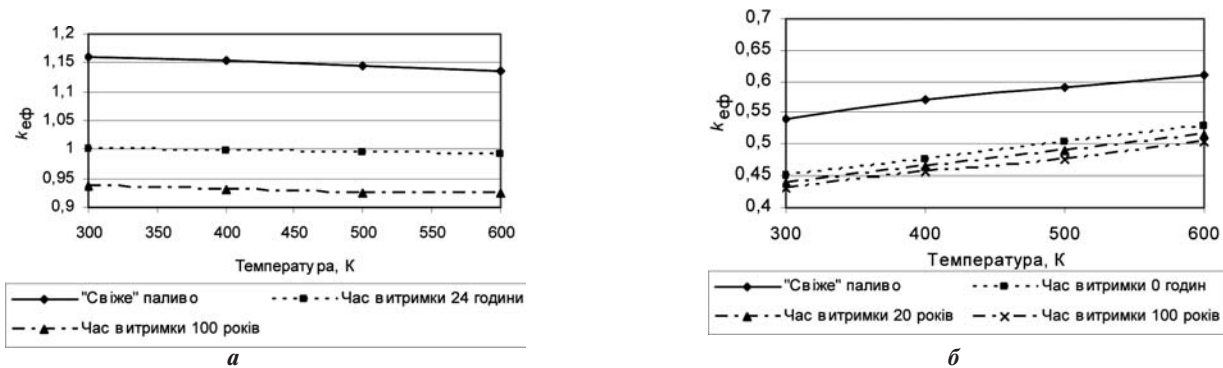 1,2
1,15
1,1
1,05
1
0,95
0,9
kеф
300 350 400 450 500 550 600
Температура, К
"Свіже" паливо
Час витримки 24 години
Час витримки 100 років
а
0,7
0,65
0,6
0,55
0,5
0,45
0,4
kеф
300 400 500 600
Температура, К
"Свіже" паливо
Час витримки 0 годин
Час витримки 20 років
Час витримки 100 років
б